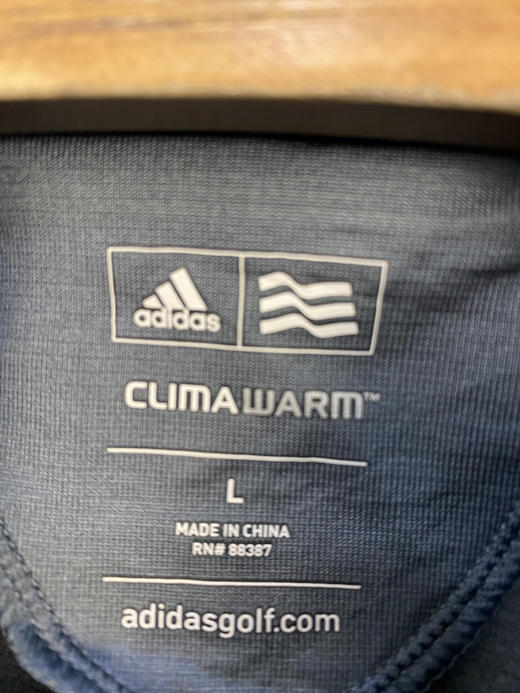 adidas
CLIMAWARM™
L
MADE IN CHINA
RN# 88387
adidasgolf.com